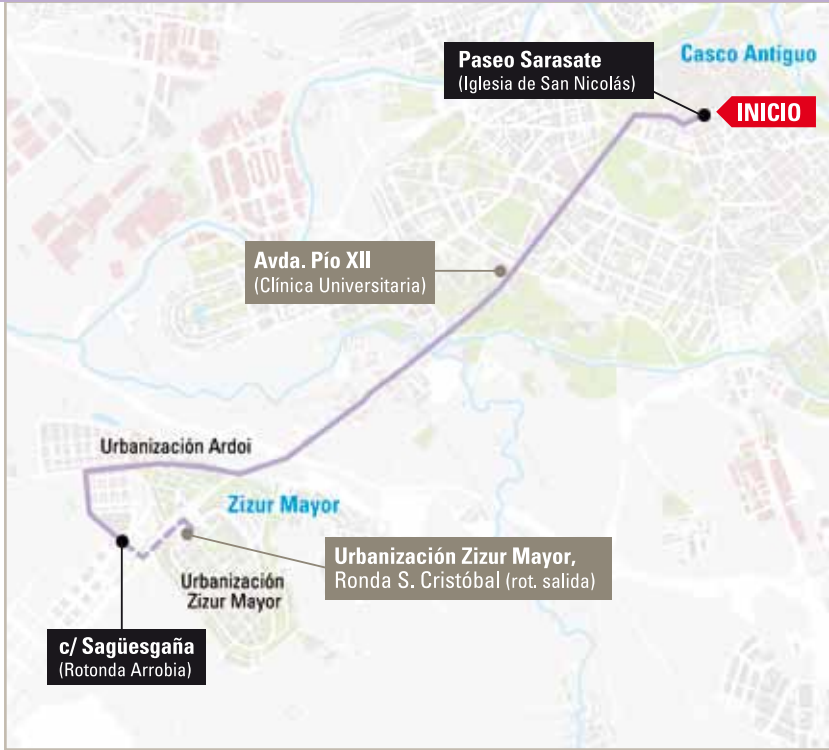 Paseo Sarasate
(Iglesia de San Nicolás)
Casco Antiguo
INICIO
Avda. Pío XII
(Clínica Universitaria)
Urbanización Ardoi
Zizur Mayor
Urbanización Zizur Mayor,
Ronda S. Cristóbal (rot. salida)
Urbanización
Zizur Mayor
c/ Sagüesgaña
(Rotonda Arrobia)